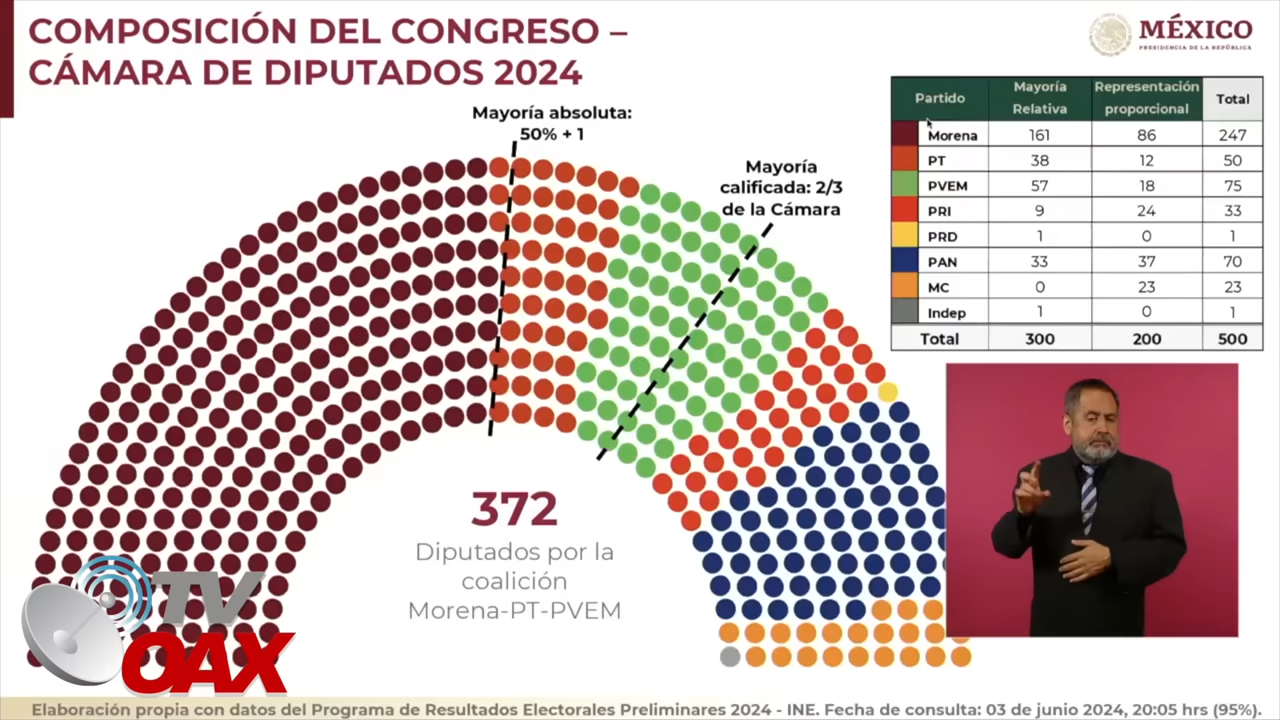 COMPOSICIÓN DEL CONGRESO –
CÁMARA DE DIPUTADOS 2024
MÉXICO
PRESIDENCIA DE LA REPÚBLICA
Mayoría absoluta:
50% + 1
Mayoría
calificada: 2/3
de la Cámara
Partido Mayoría Relativa Representación proporcional Total
Morena 161 86 247
PT 38 12 50
PVEM 57 18 75
PRI 9 24 33
PRD 1 0 1
PAN 33 37 70
MC 0 23 23
Indep 1 0 1
Total 300 200 500
372
Diputados por la
coalición
Morena-PT-PVEM
TV
OAX
Elaboración propia con datos del Programa de Resultados Electorales Preliminares 2024 - INE. Fecha de consulta: 03 de junio 2024, 20:05 hrs (95%).